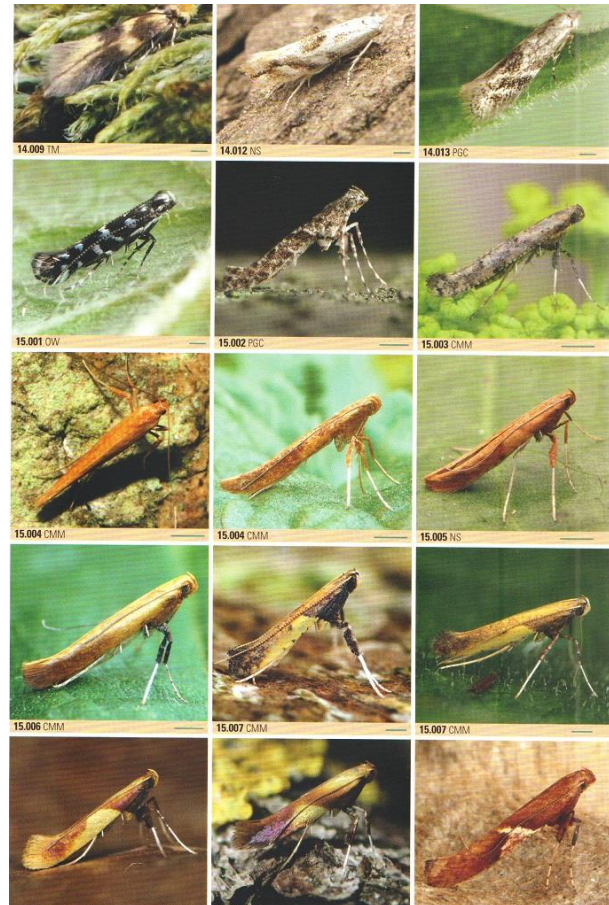 14.009 TM
14.012 NS
14.013 PGC
15.001 OW
15.002 PGC
15.003 CMM
15.004 CMM
15.004 CMM
15.005 NS
15.006 CMM
15.007 CMM
15.007 CMM